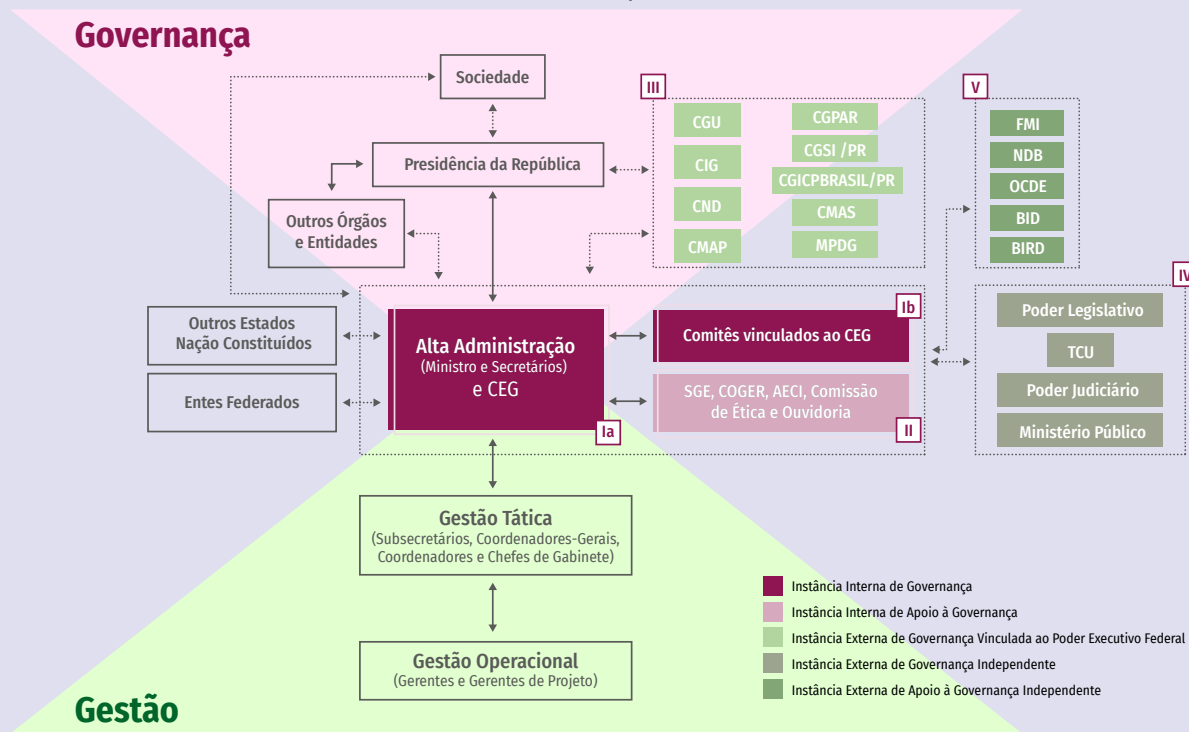 Governança
Sociedade
Presidência da República
Outros Órgãos
e Entidades
III
CGU
CIG
CND
CMAP
CGPAR
CGSI /PR
CGICPBRASIL/PR
CMAS
MPDG
V
FMI
NDB
OCDE
BID
BIRD
IV
Poder Legislativo
TCU
Poder Judiciário
Ministério Público
Outros Estados
Nação Constituídos
Entes Federados
Alta Administração
(Ministro e Secretários)
e CEG
Ia
Ib
Comitês vinculados ao CEG
SGE, COGER, AECI, Comissão
de Ética e Ouvidoria
II
Gestão Tática
(Subsecretários, Coordenadores-Gerais,
Coordenadores e Chefes de Gabinete)
Gestão Operacional
(Gerentes e Gerentes de Projeto)
Instância Interna de Governança
Instância Interna de Apoio à Governança
Instância Externa de Governança Vinculada ao Poder Executivo Federal
Instância Externa de Governança Independente
Instância Externa de Apoio à Governança Independente
Gestão